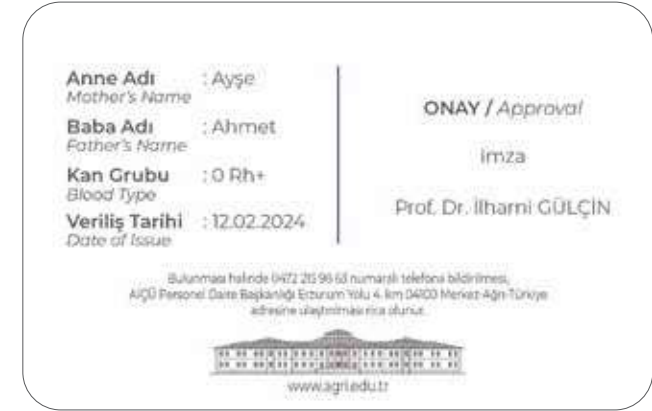 Anne Adı : Ayşe
Mother's Name
Baba Adı : Ahmet
Father's Name
Kan Grubu : 0 Rh+
Blood Type
Veriliş Tarihi : 12.02.2024
Date of Issue
ONAY / Approval
imza
Prof. Dr. İlhami GÜLÇİN
Bulunması halinde 0472 215 98 63 numaralı telefona bildirilmesi,
AİÇÜ Personel Daire Başkanlığı Erzurum Yolu 4. km 04100 Merkez-Ağrı-Türkiye
adresine ulaştırılması rica olunur.
www.agri.edu.tr